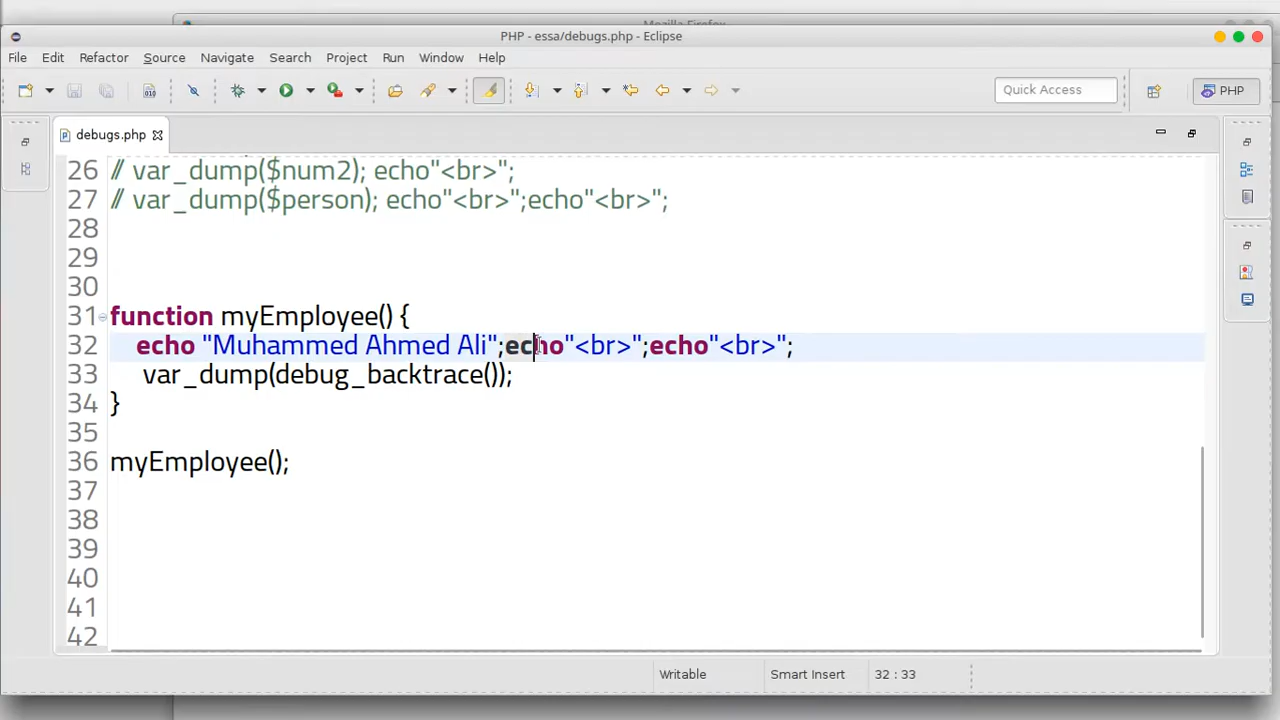 Mozilla Firefox
PHP - essa/debugs.php - Eclipse
File Edit Refactor Source Navigate Search Project Run Window Help
Quick Access
PHP
debugs.php
26 // var_dump($num2); echo"<br>";
27 // var_dump($person); echo"<br>";echo"<br>";
28
29
30
31 function myEmployee() {
32 echo "Muhammed Ahmed Ali";echo"<br>";echo"<br>";
33 var_dump(debug_backtrace());
34 }
35
36 myEmployee();
37
38
39
40
41
42
Writable Smart Insert 32 : 33